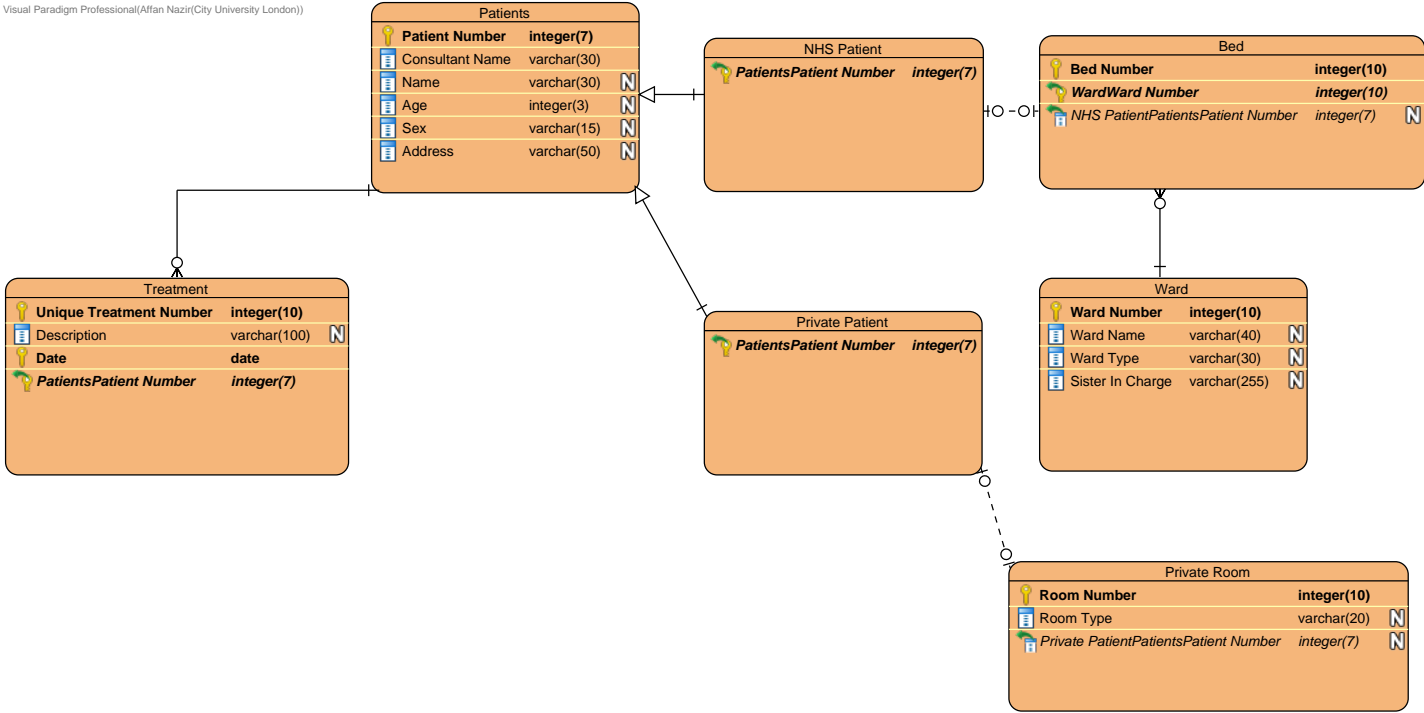 Visual Paradigm Professional(Affan Nazir(City University London))
Patients
Patient Number integer(7)
Consultant Name varchar(30)
Name varchar(30) N
Age integer(3) N
Sex varchar(15) N
Address varchar(50) N
NHS Patient
PatientsPatient Number integer(7)
Bed
Bed Number integer(10)
WardWard Number integer(10)
NHS PatientPatientsPatient Number integer(7) N
Treatment
Unique Treatment Number integer(10)
Description varchar(100) N
Date date
PatientsPatient Number integer(7)
Private Patient
PatientsPatient Number integer(7)
Ward
Ward Number integer(10)
Ward Name varchar(40) N
Ward Type varchar(30) N
Sister In Charge varchar(255) N
Private Room
Room Number integer(10)
Room Type varchar(20) N
Private PatientPatientsPatient Number integer(7) N